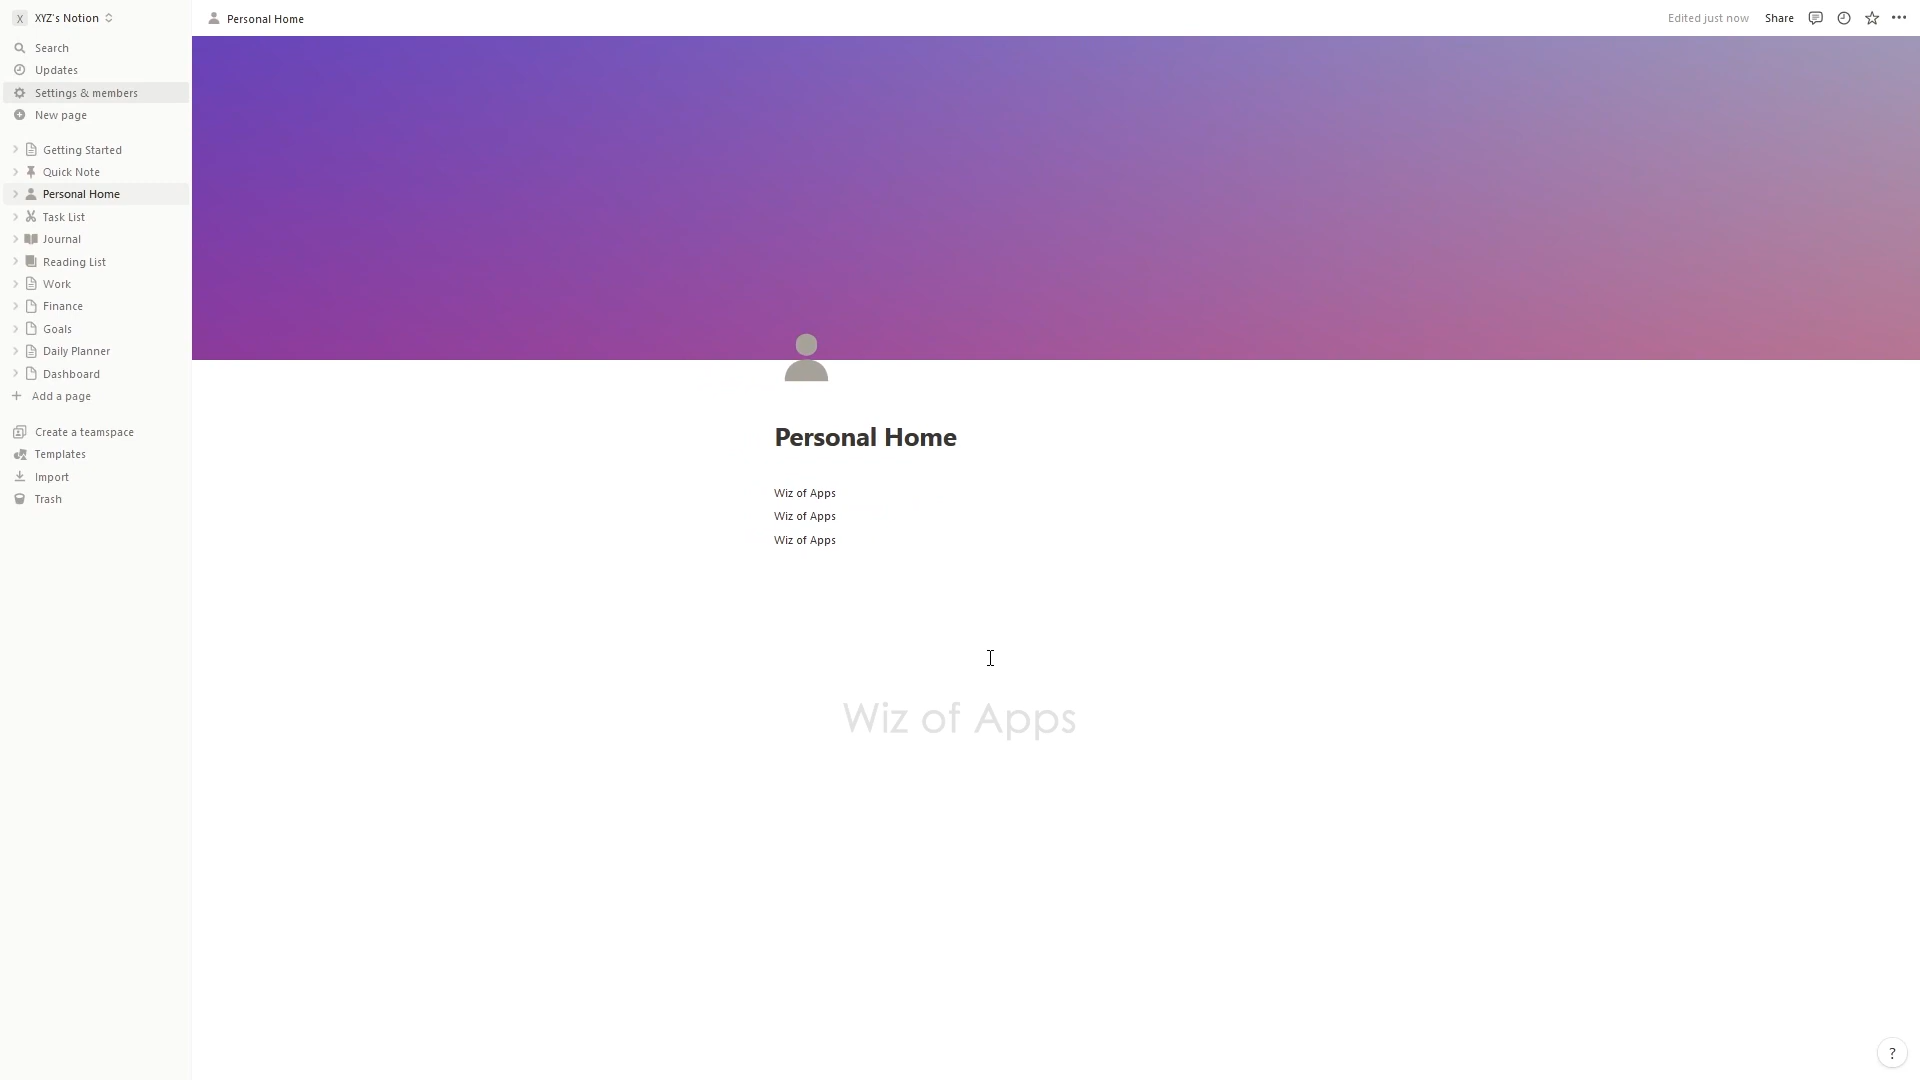 X XYZ's Notion
Search
Updates
Settings & members
New page
Getting Started
Quick Note
Personal Home
Task List
Journal
Reading List
Work
Finance
Goals
Daily Planner
Dashboard
Add a page
Create a teamspace
Templates
Import
Trash
Personal Home
Edited just now Share
Personal Home
Wiz of Apps
Wiz of Apps
Wiz of Apps
Wiz of Apps
?